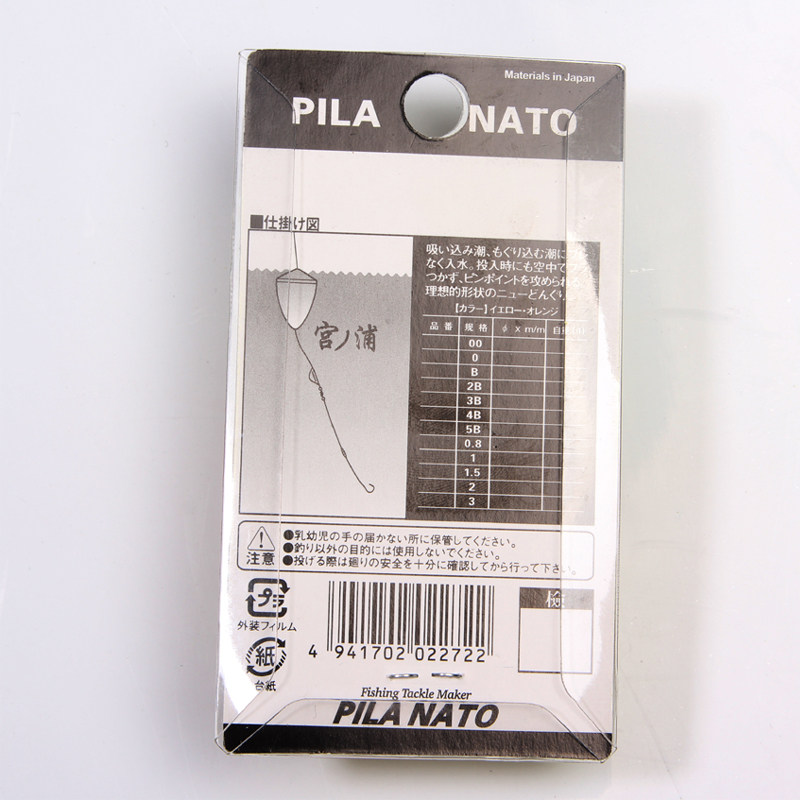 Materials in Japan
PILA NATO
■仕掛け図
吸い込み潮、もぐり込む潮に
なく入水。投入時にも空中で
つかず、ピンポイントを攻められ
理想的形状のニューどんぐり
【カラー】イエロー・オレンジ
品番 規格 φ x m/m 自
00
0
B
2B
3B
4B
5B
0.8
1
1.5
2
3
宮ノ浦
注意
●乳幼児の手の届かない所に保管してください。
●釣り以外の目的には使用しないでください。
●投げる際は廻りの安全を十分に確認してから行って下さい。
プラ
外装フィルム
紙
台紙
検
4 941702 022722
Fishing Tackle Maker
PILA NATO